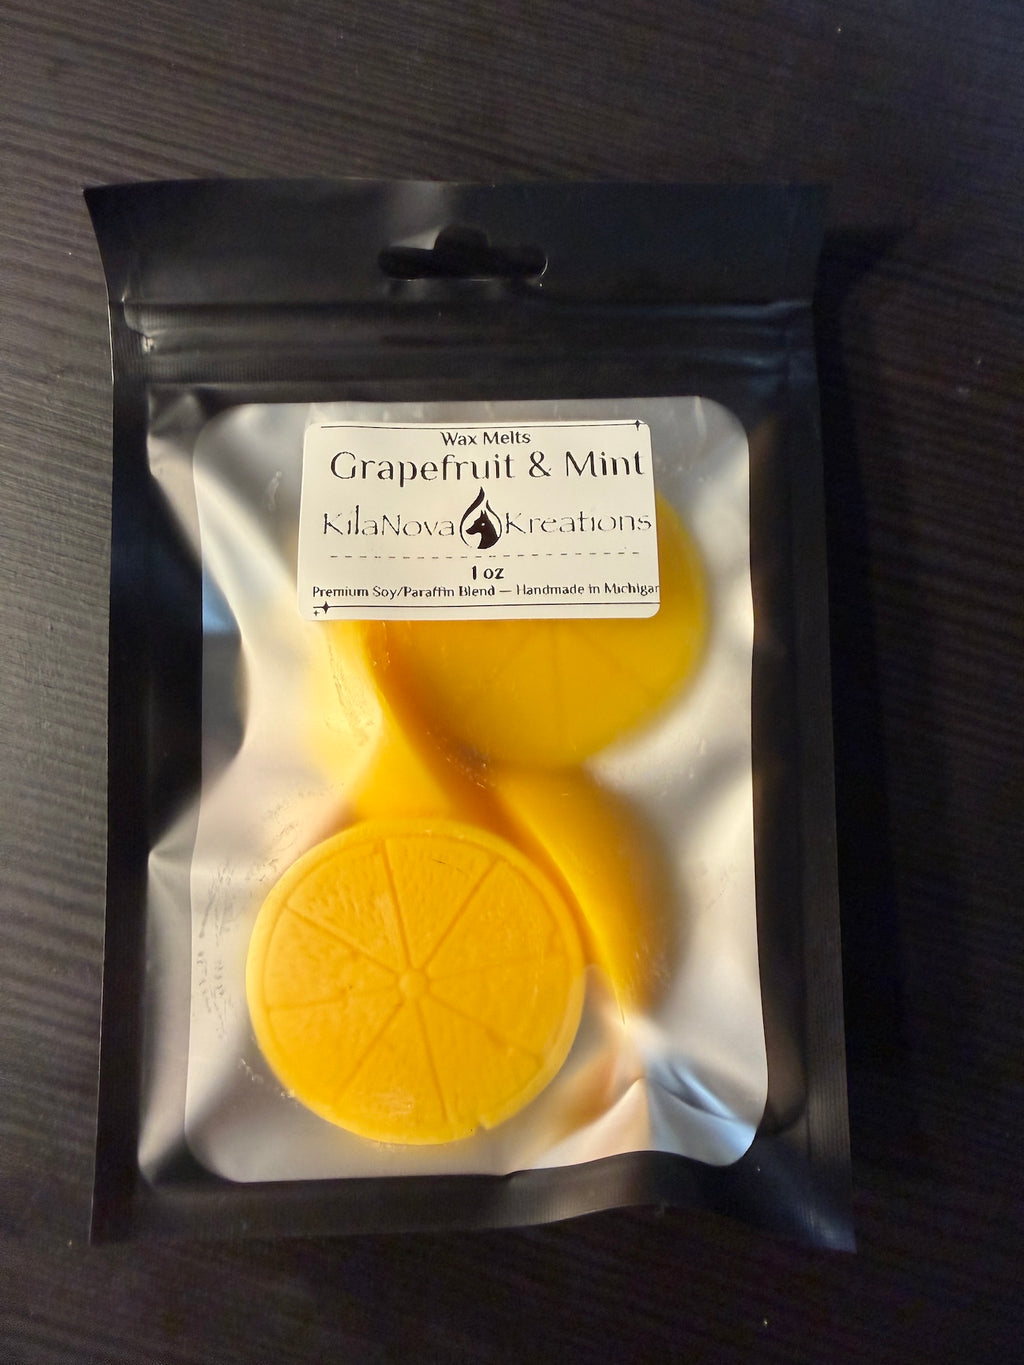 Wax Melts
Grapefruit & Mint
KilaNova Kreations
1 oz
Premium Soy/Paraffin Blend — Handmade in Michigan